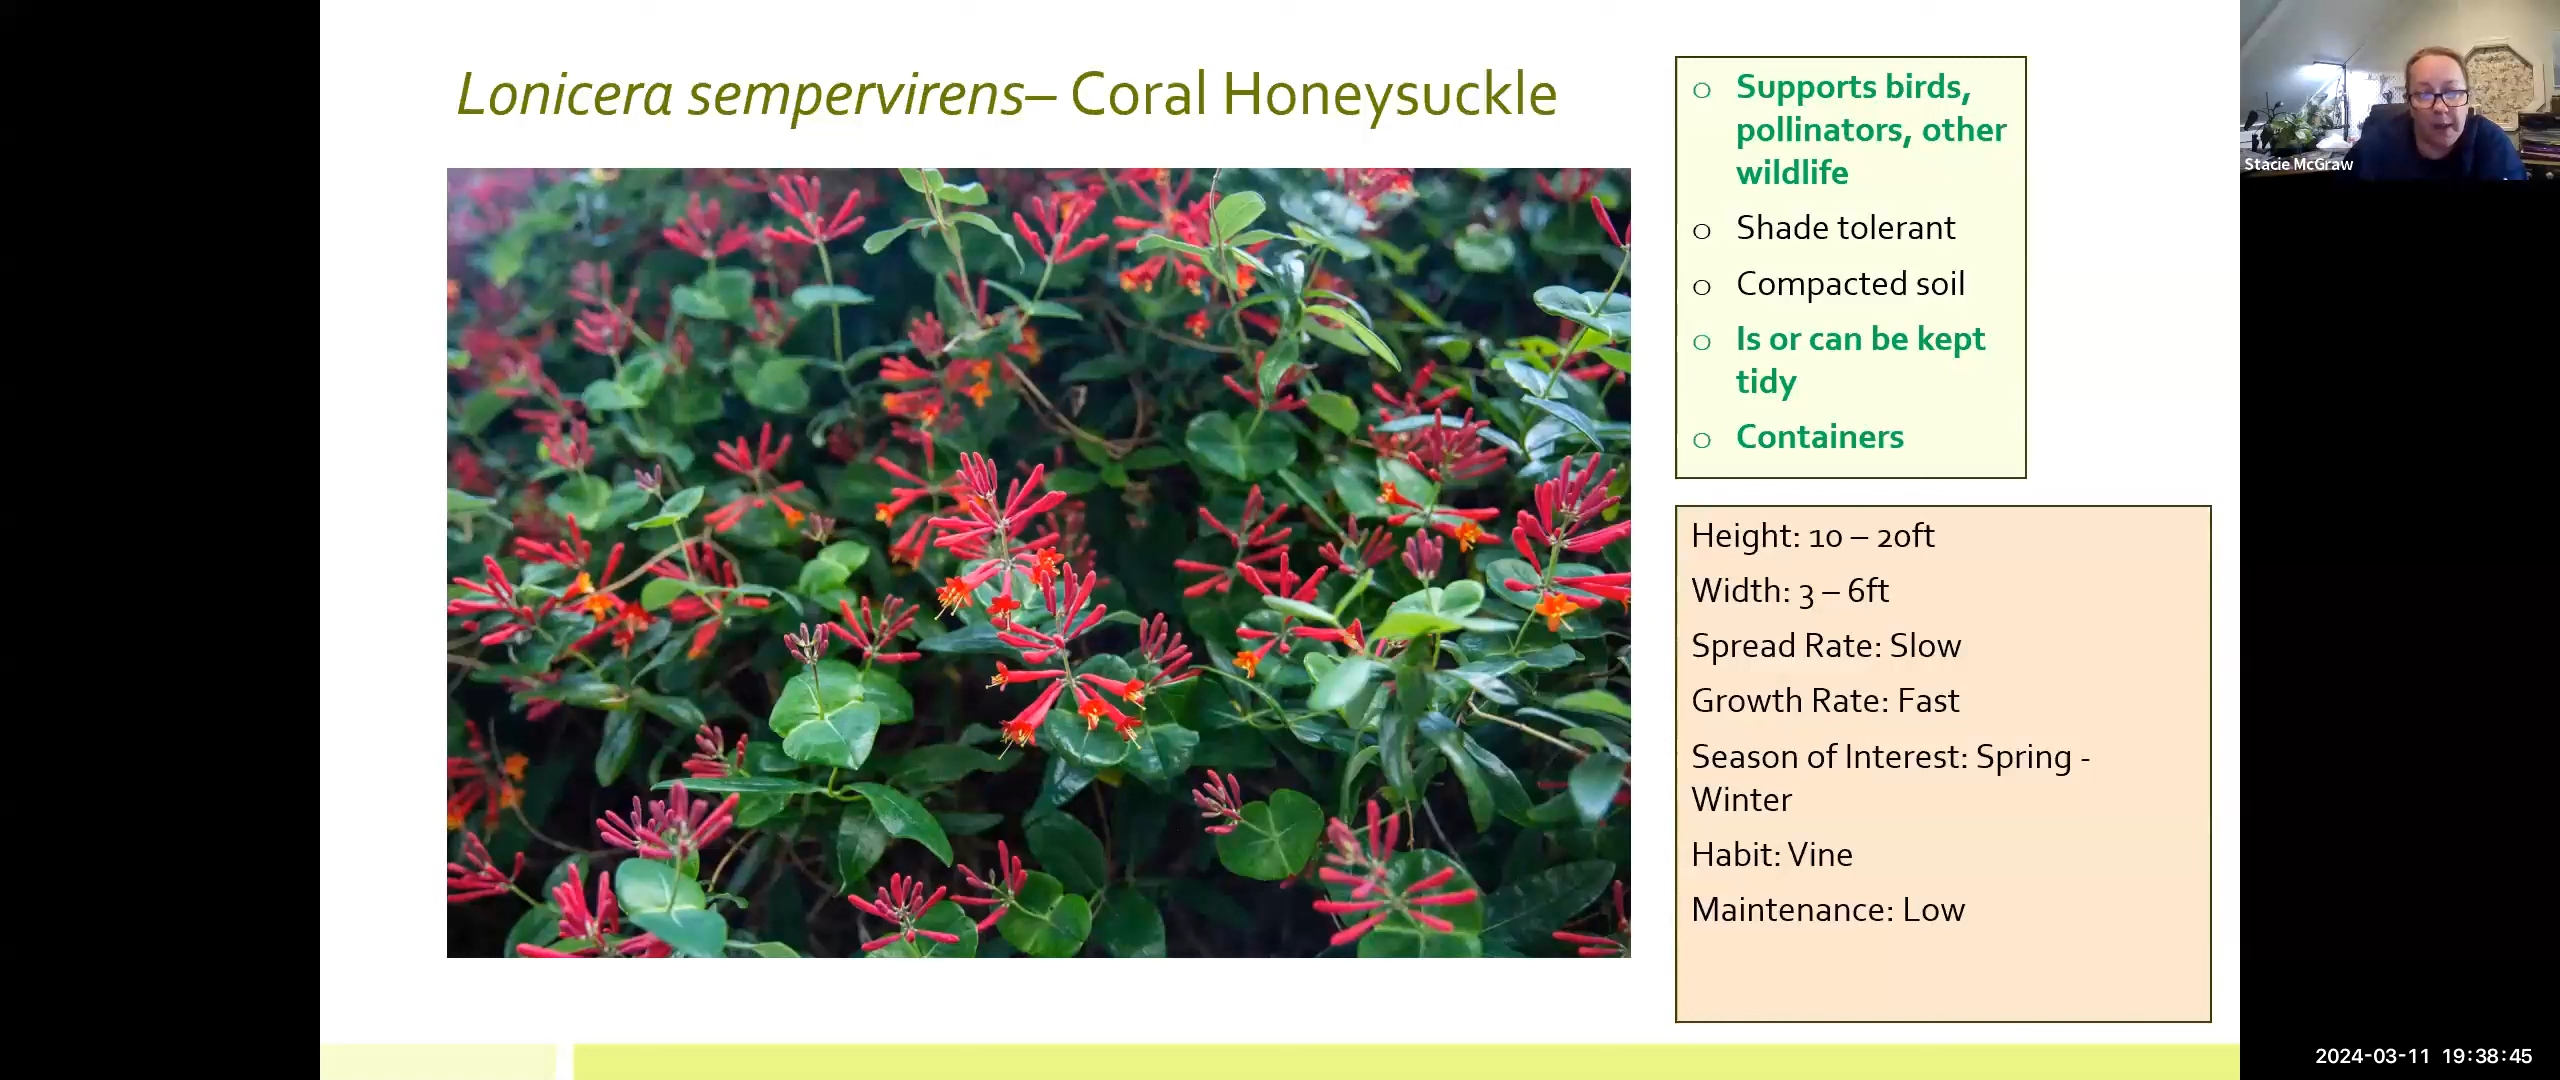 Lonicera sempervirens– Coral Honeysuckle
o Supports birds,
pollinators, other
wildlife
o Shade tolerant
o Compacted soil
o Is or can be kept
tidy
o Containers
Height: 10 – 20ft
Width: 3 – 6ft
Spread Rate: Slow
Growth Rate: Fast
Season of Interest: Spring -
Winter
Habit: Vine
Maintenance: Low
Stacie McGraw
2024-03-11 19:38:45